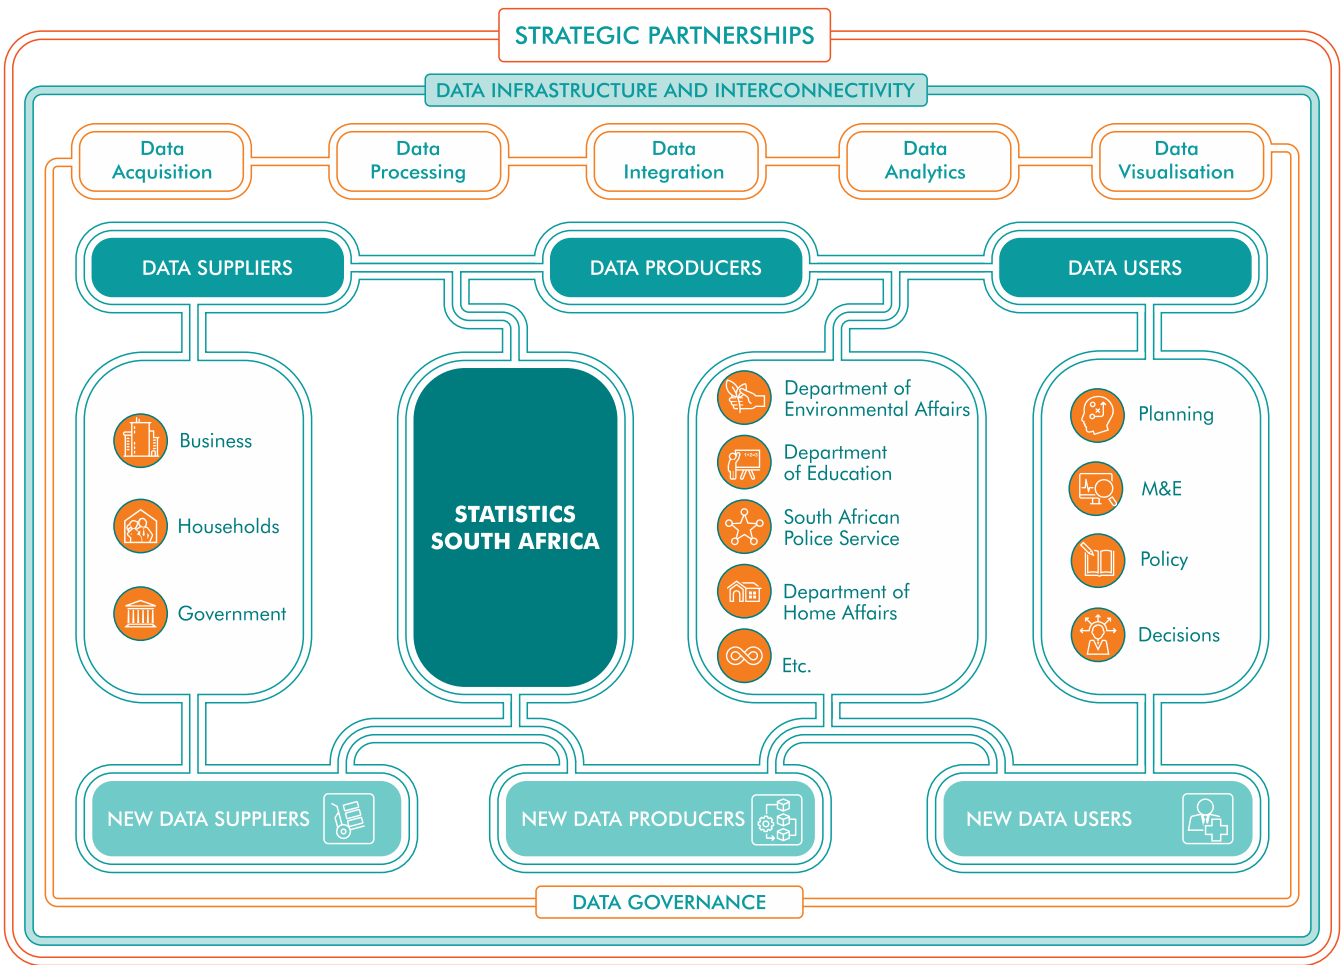 STRATEGIC PARTNERSHIPS
DATA INFRASTRUCTURE AND INTERCONNECTIVITY
Data
Acquisition
Data
Processing
Data
Integration
Data
Analytics
Data
Visualisation
DATA SUPPLIERS
DATA PRODUCERS
DATA USERS
Business
Households
Government
STATISTICS
SOUTH AFRICA
Department of
Environmental Affairs
Department
of Education
South African
Police Service
Department of
Home Affairs
Etc.
Planning
M&E
Policy
Decisions
NEW DATA SUPPLIERS
NEW DATA PRODUCERS
NEW DATA USERS
DATA GOVERNANCE